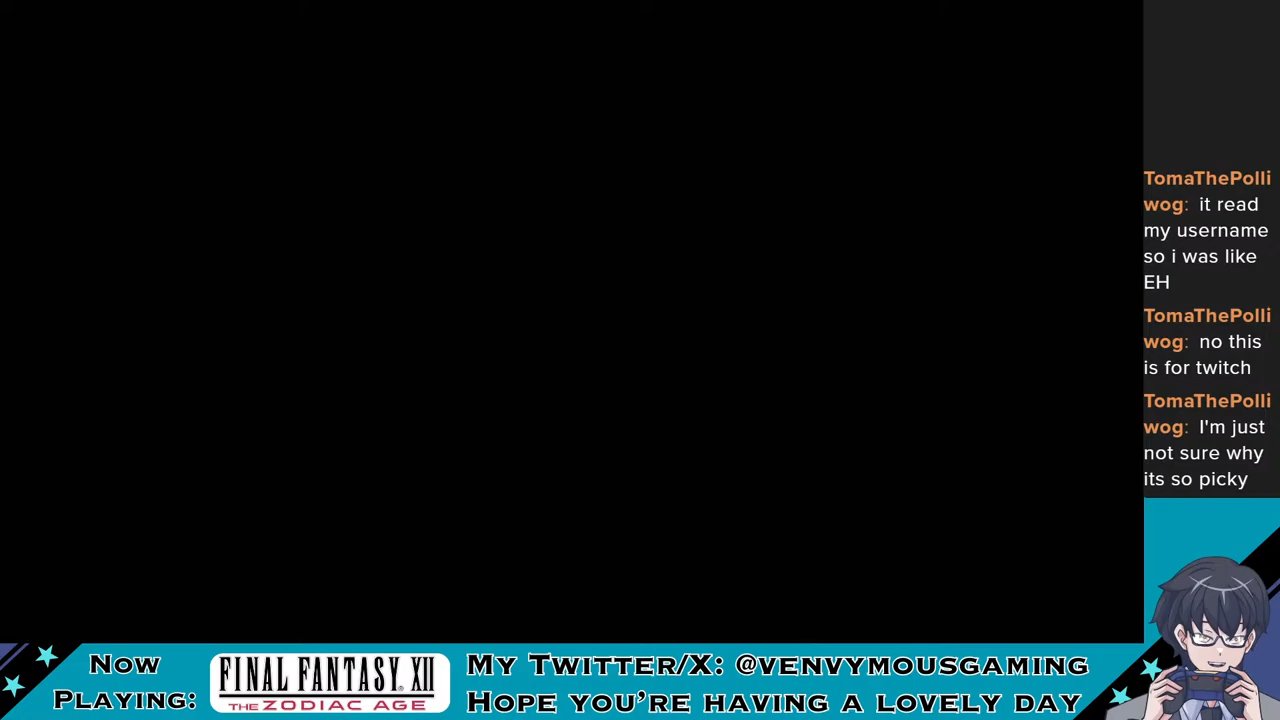 TomaThePolli
wog: it read
my username
so i was like
EH
TomaThePolli
wog: no this
is for twitch
TomaThePolli
wog: I'm just
not sure why
its so picky
Now
Playing:
FINAL FANTASY XII
THE ZODIAC AGE
My Twitter/X: @venvymousgaming
Hope you're having a lovely day